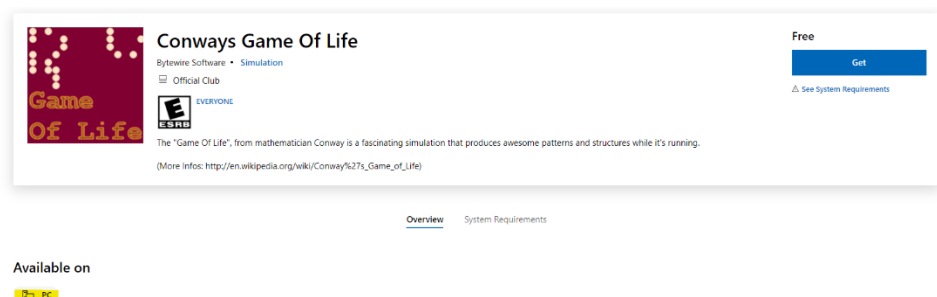 Conways Game Of Life
Bytewire Software • Simulation
Official Club
E
ESRB
EVERYONE
Game
Of Life
The "Game Of Life", from mathematician Conway is a fascinating simulation that produces awesome patterns and structures while it's running.
(More Infos: http://en.wikipedia.org/wiki/Conway%27s_Game_of_Life)
Free
Get
See System Requirements
Overview System Requirements
Available on
PC